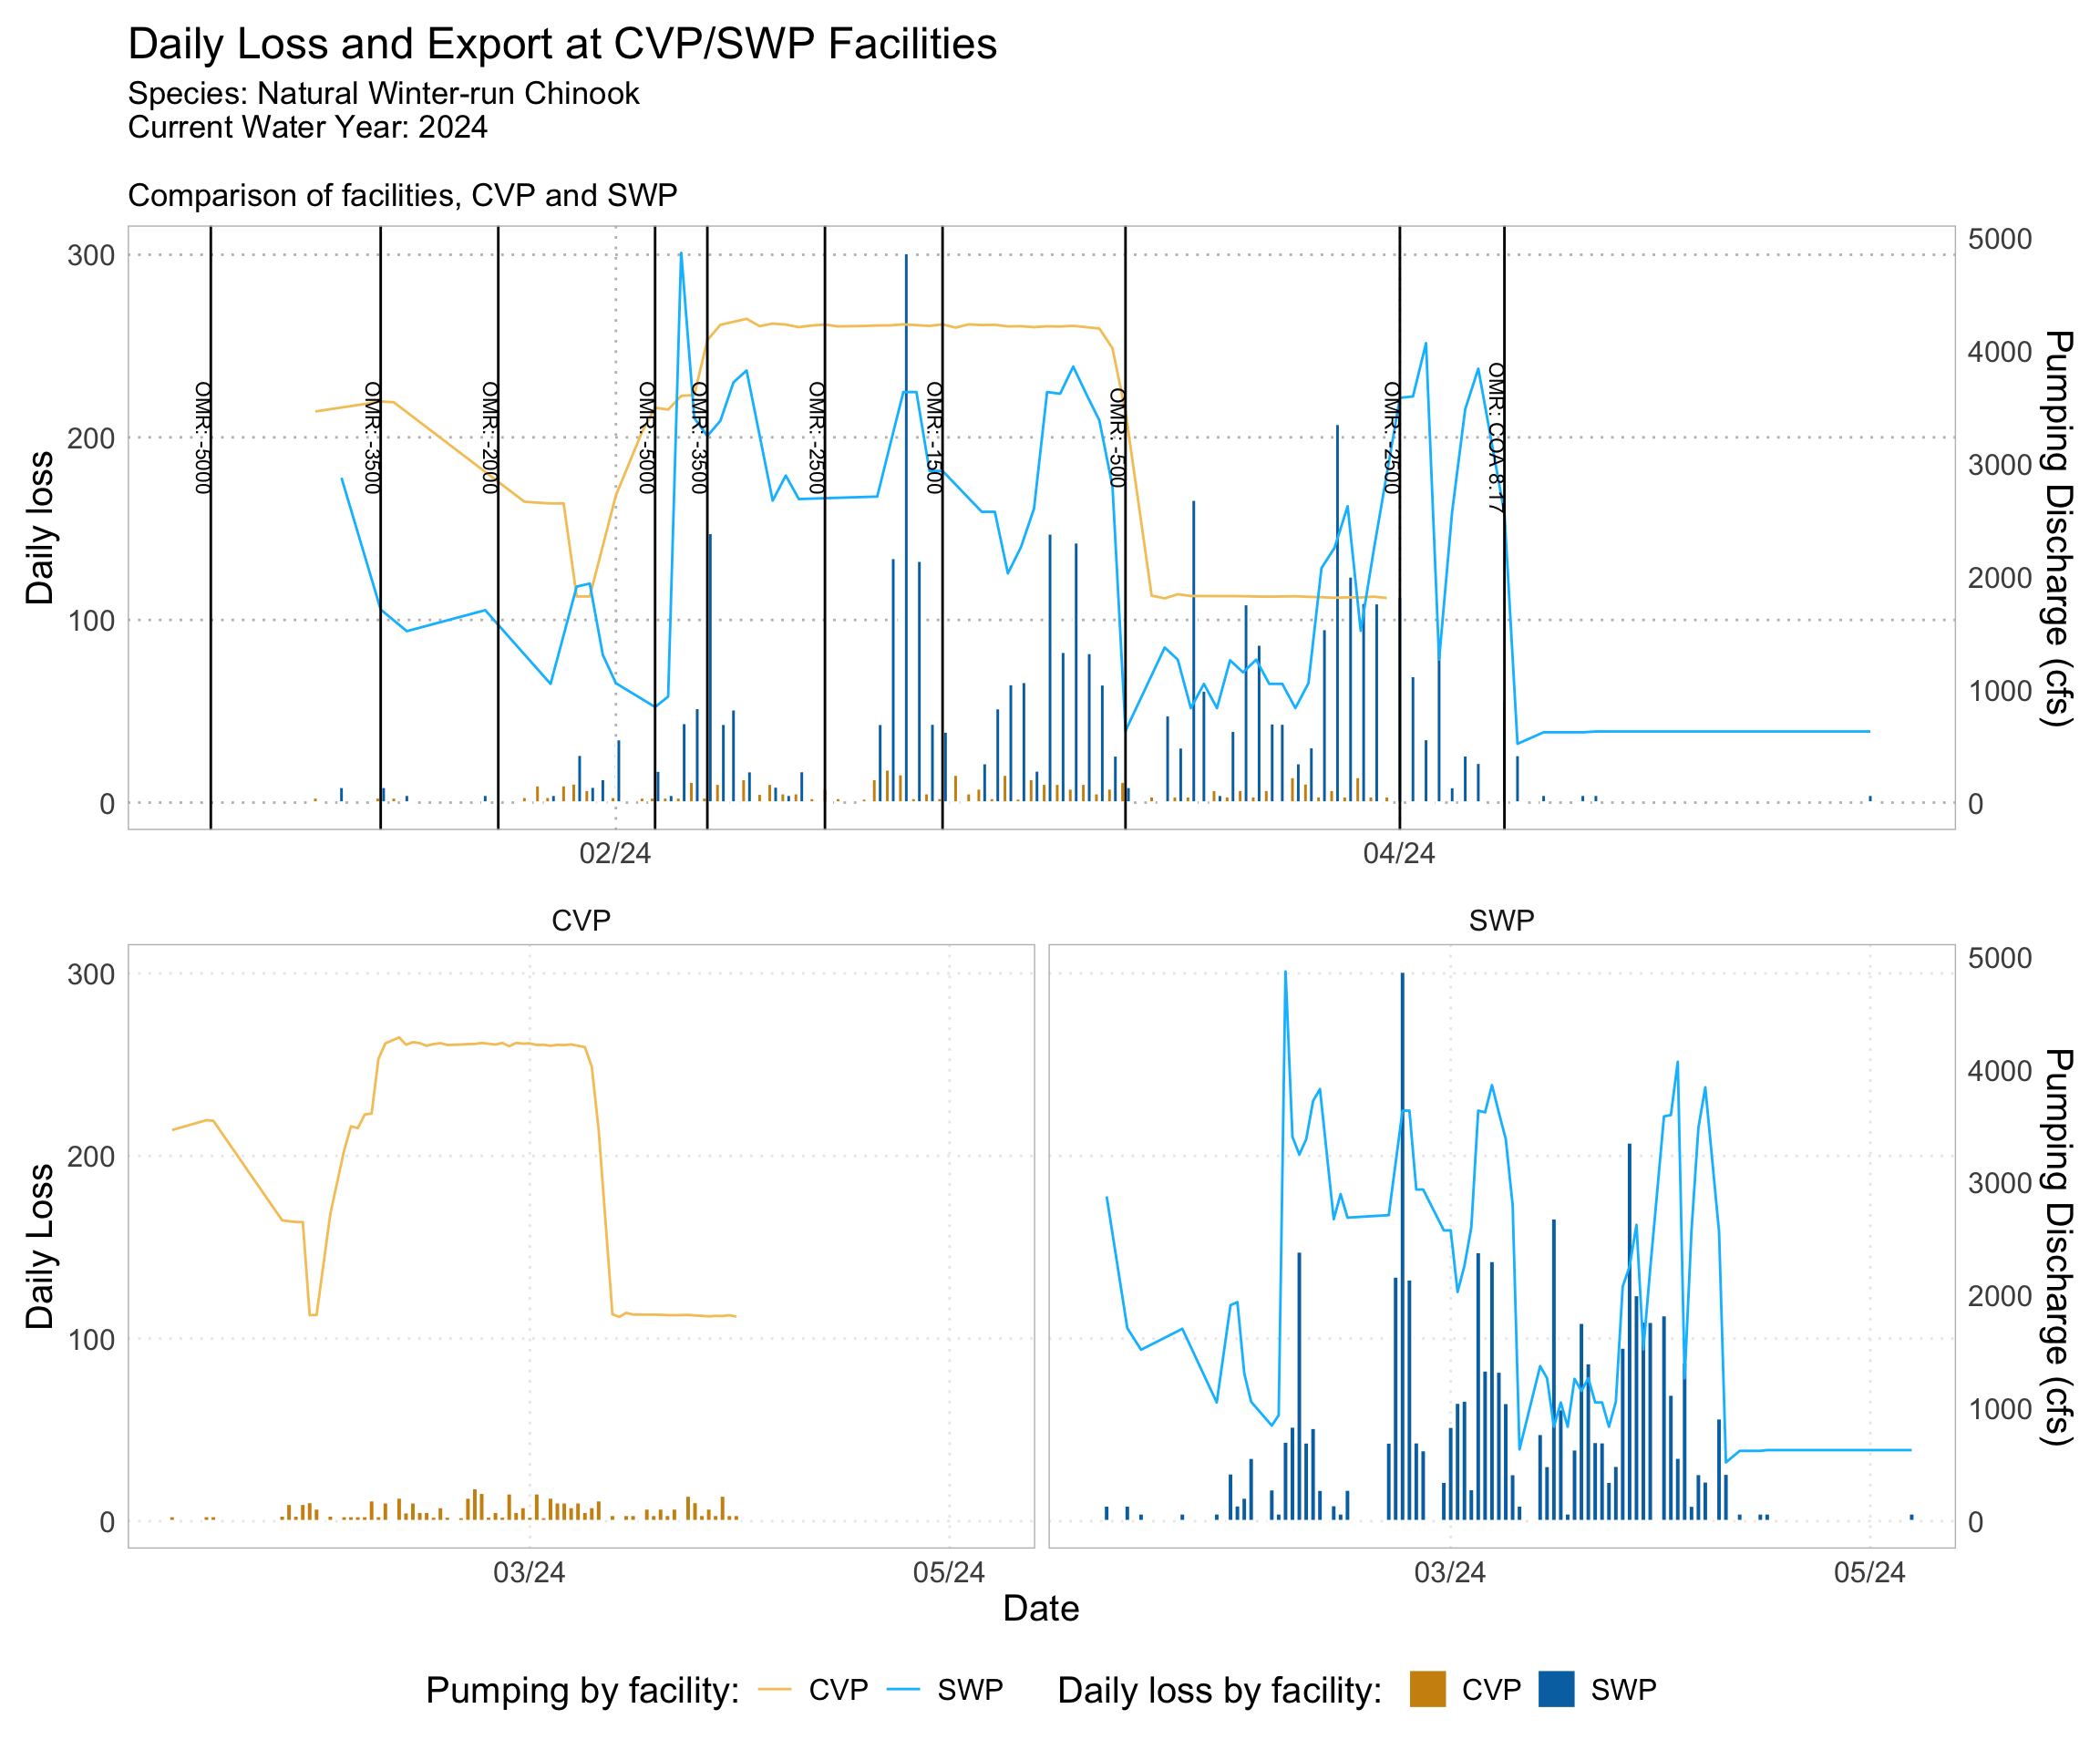 Daily Loss and Export at CVP/SWP Facilities
Species: Natural Winter-run Chinook
Current Water Year: 2024
Comparison of facilities, CVP and SWP
Daily loss
300
200
100
0
OMR: -5000
OMR: -3500
OMR: -2000
OMR: -5000
OMR: -3500
OMR: -2500
OMR: -1500
OMR: -500
OMR: -2500
OMR: COA 8.17
5000
4000
3000
2000
1000
0
Pumping Discharge (cfs)
02/24
04/24
CVP
SWP
Daily Loss
300
200
100
0
5000
4000
3000
2000
1000
0
Pumping Discharge (cfs)
03/24
05/24
03/24
05/24
Date
Pumping by facility: CVP SWP Daily loss by facility: CVP SWP